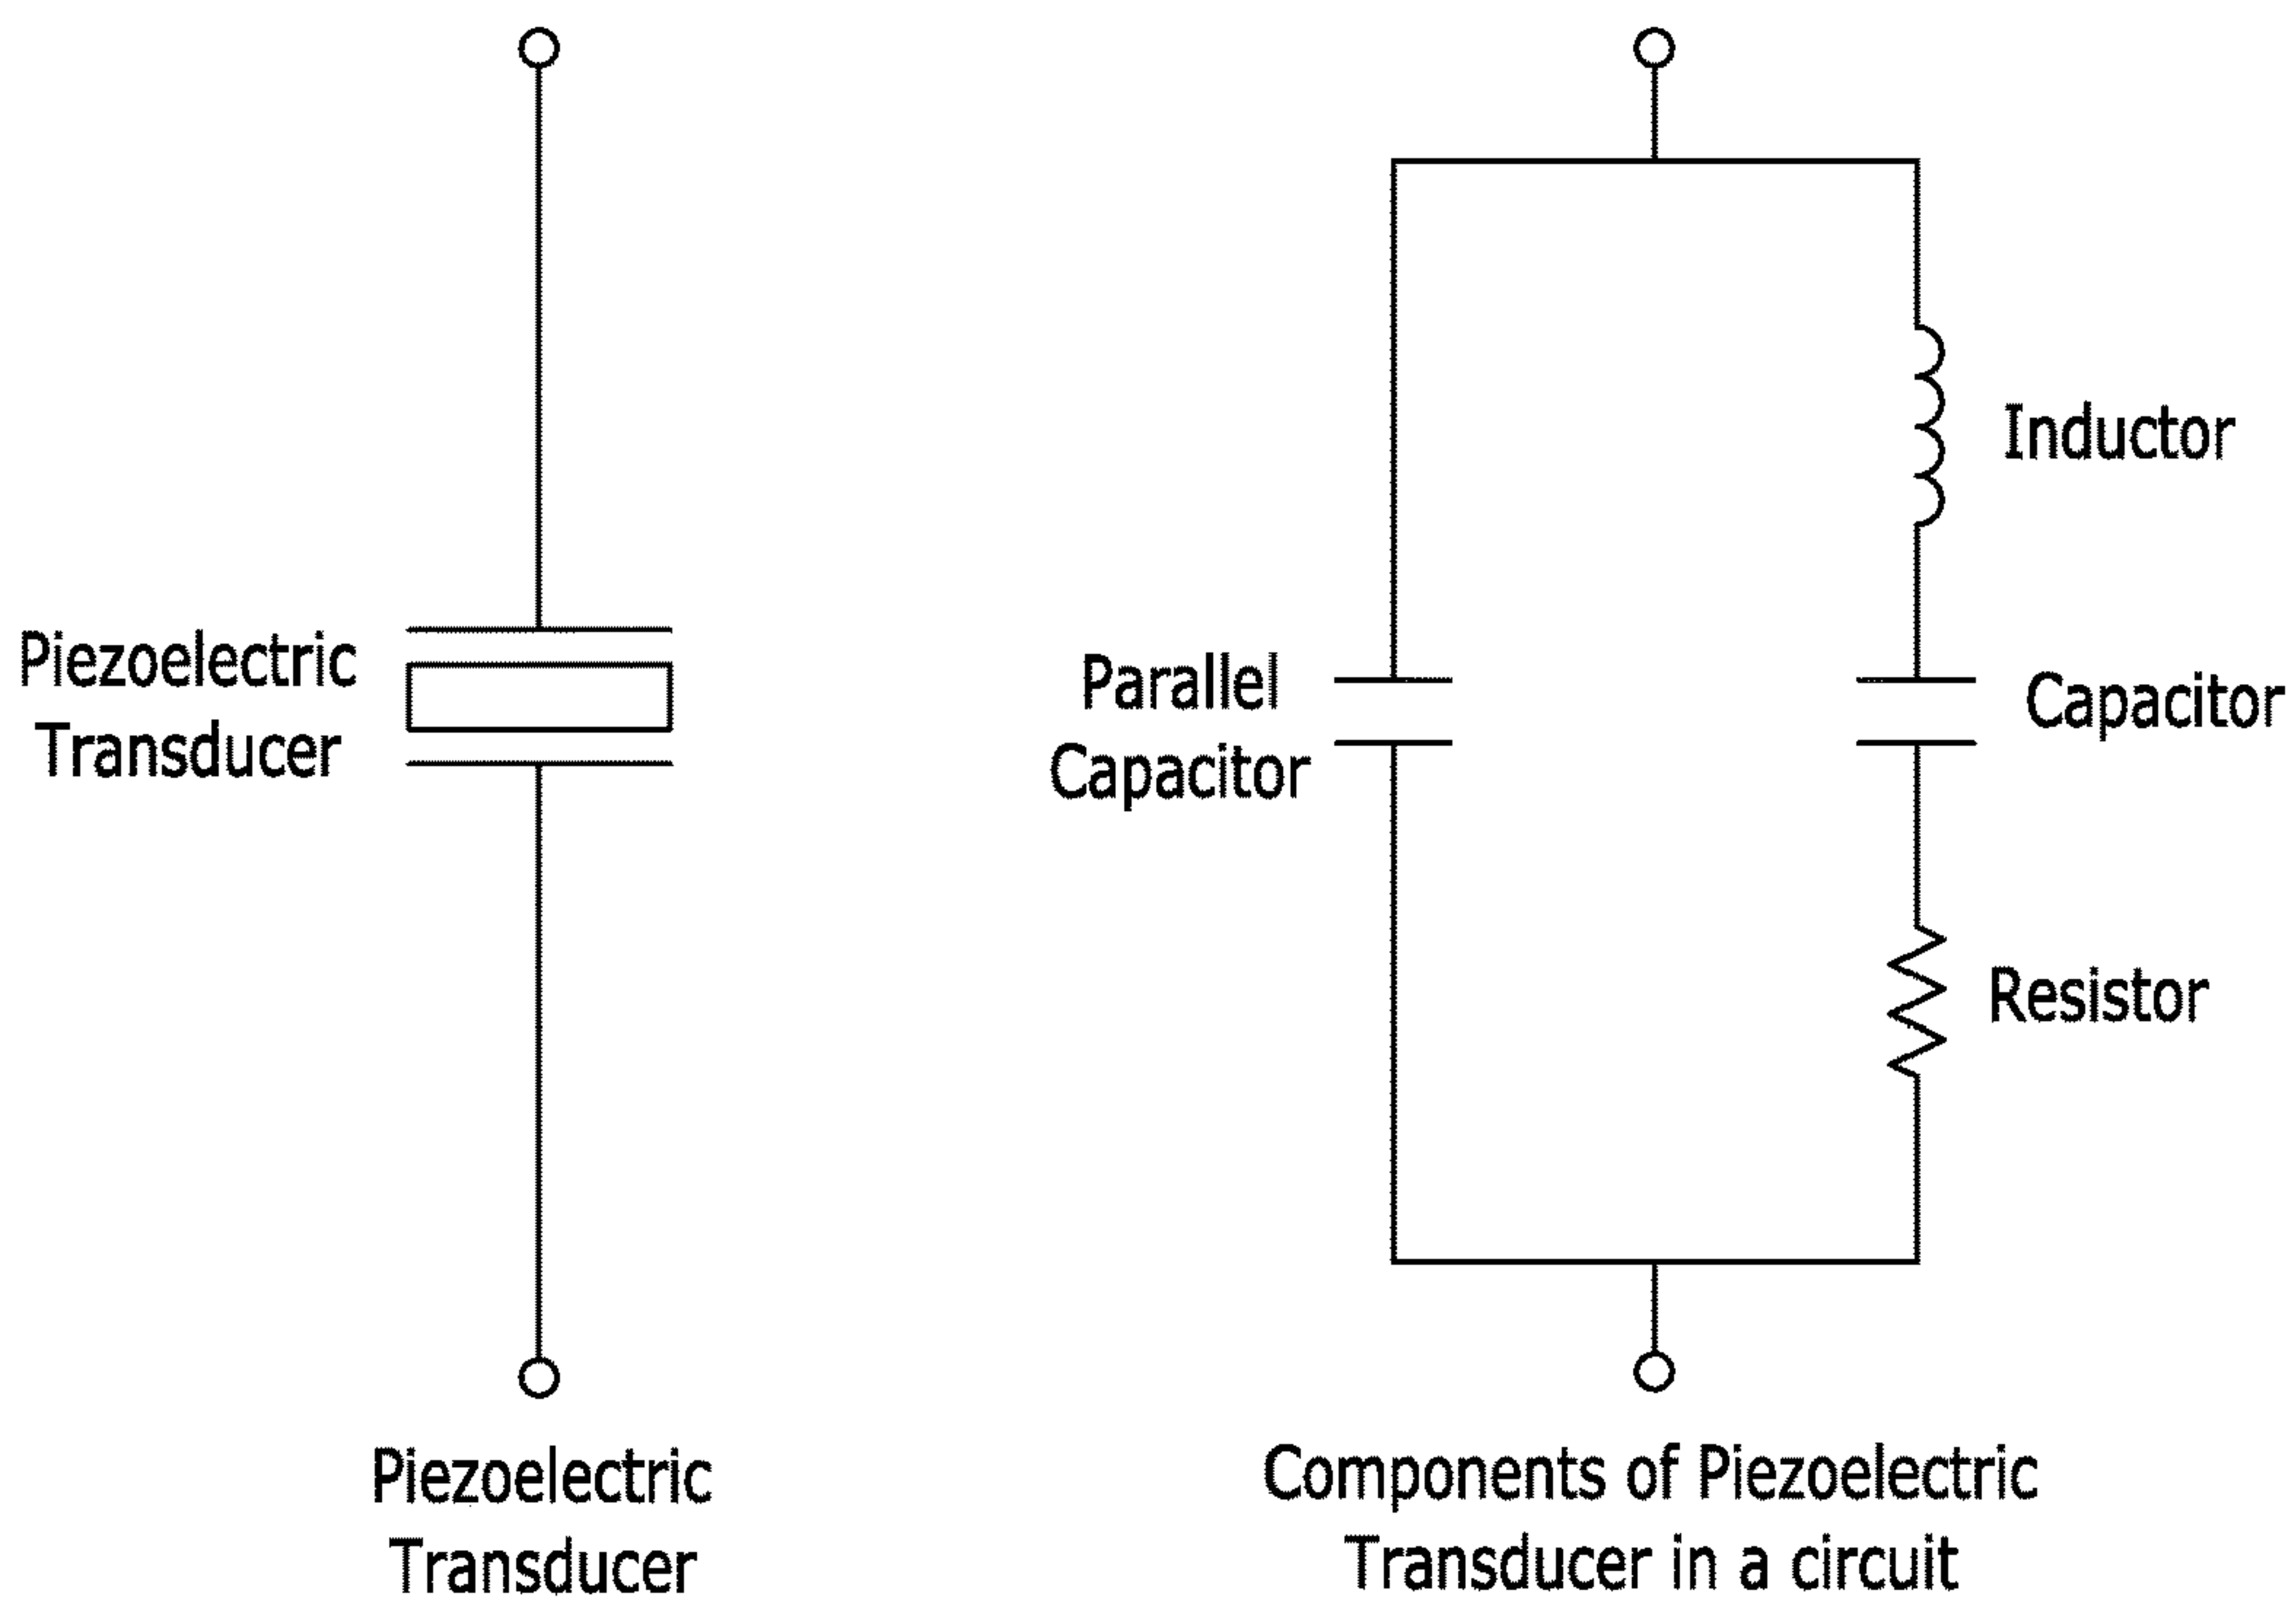 Piezoelectric
Transducer
Parallel
Capacitor
Inductor
Capacitor
Resistor
Piezoelectric
Transducer
Components of Piezoelectric
Transducer in a circuit